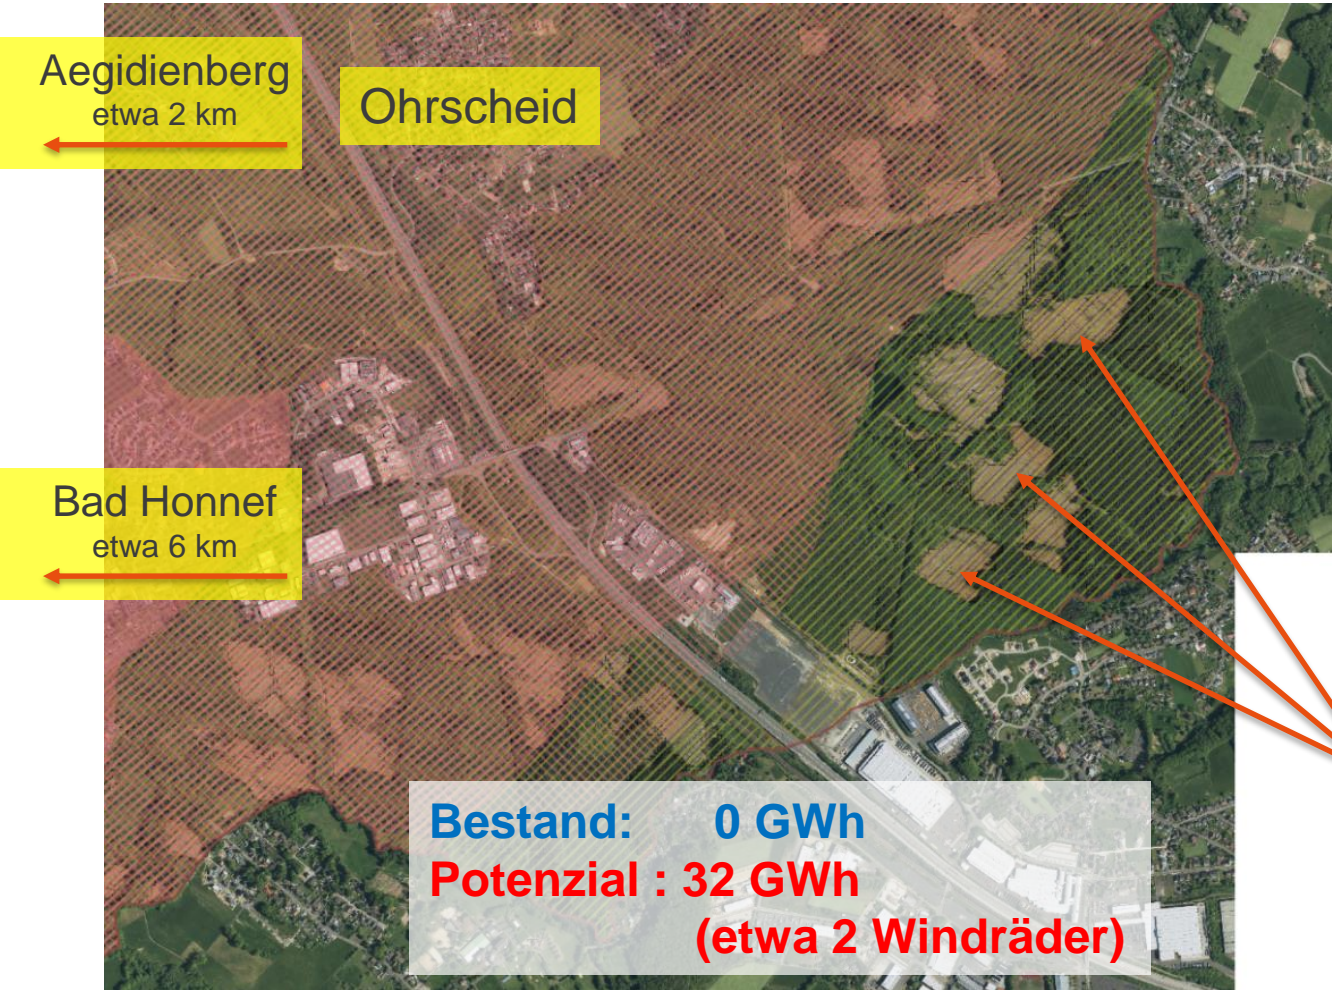 Aegidienberg
etwa 2 km
Ohrscheid
Bad Honnef
etwa 6 km
Bestand: 0 GWh
Potenzial : 32 GWh
(etwa 2 Windräder)